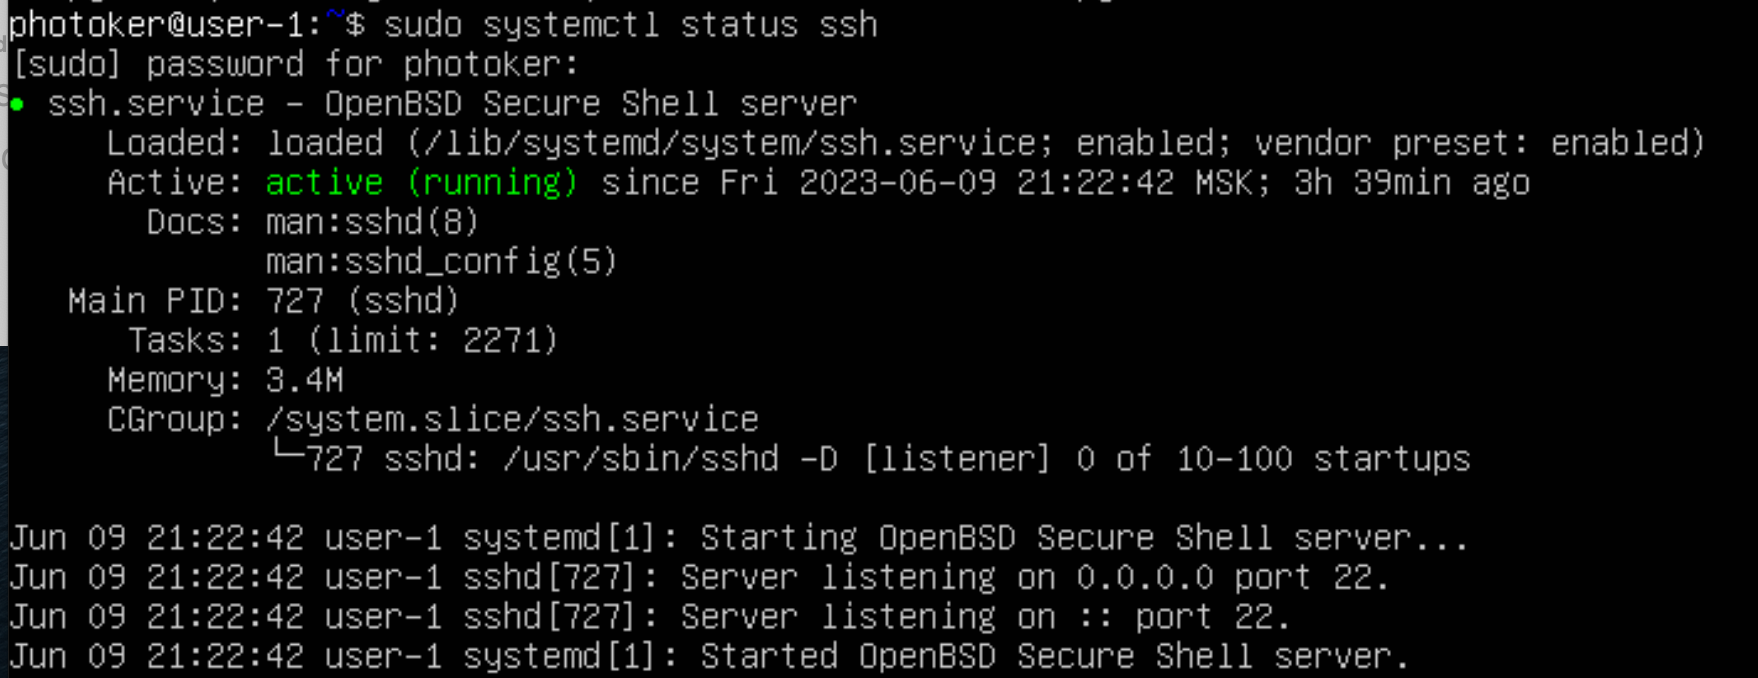 photoker@user-1:~$ sudo systemctl status ssh
[sudo] password for photoker:
● ssh.service - OpenBSD Secure Shell server
     Loaded: loaded (/lib/systemd/system/ssh.service; enabled; vendor preset: enabled)
     Active: active (running) since Fri 2023-06-09 21:22:42 MSK; 3h 39min ago
       Docs: man:sshd(8)
             man:sshd_config(5)
   Main PID: 727 (sshd)
      Tasks: 1 (limit: 2271)
     Memory: 3.4M
     CGroup: /system.slice/ssh.service
             └─727 sshd: /usr/sbin/sshd -D [listener] 0 of 10-100 startups

Jun 09 21:22:42 user-1 systemd[1]: Starting OpenBSD Secure Shell server...
Jun 09 21:22:42 user-1 sshd[727]: Server listening on 0.0.0.0 port 22.
Jun 09 21:22:42 user-1 sshd[727]: Server listening on :: port 22.
Jun 09 21:22:42 user-1 systemd[1]: Started OpenBSD Secure Shell server.